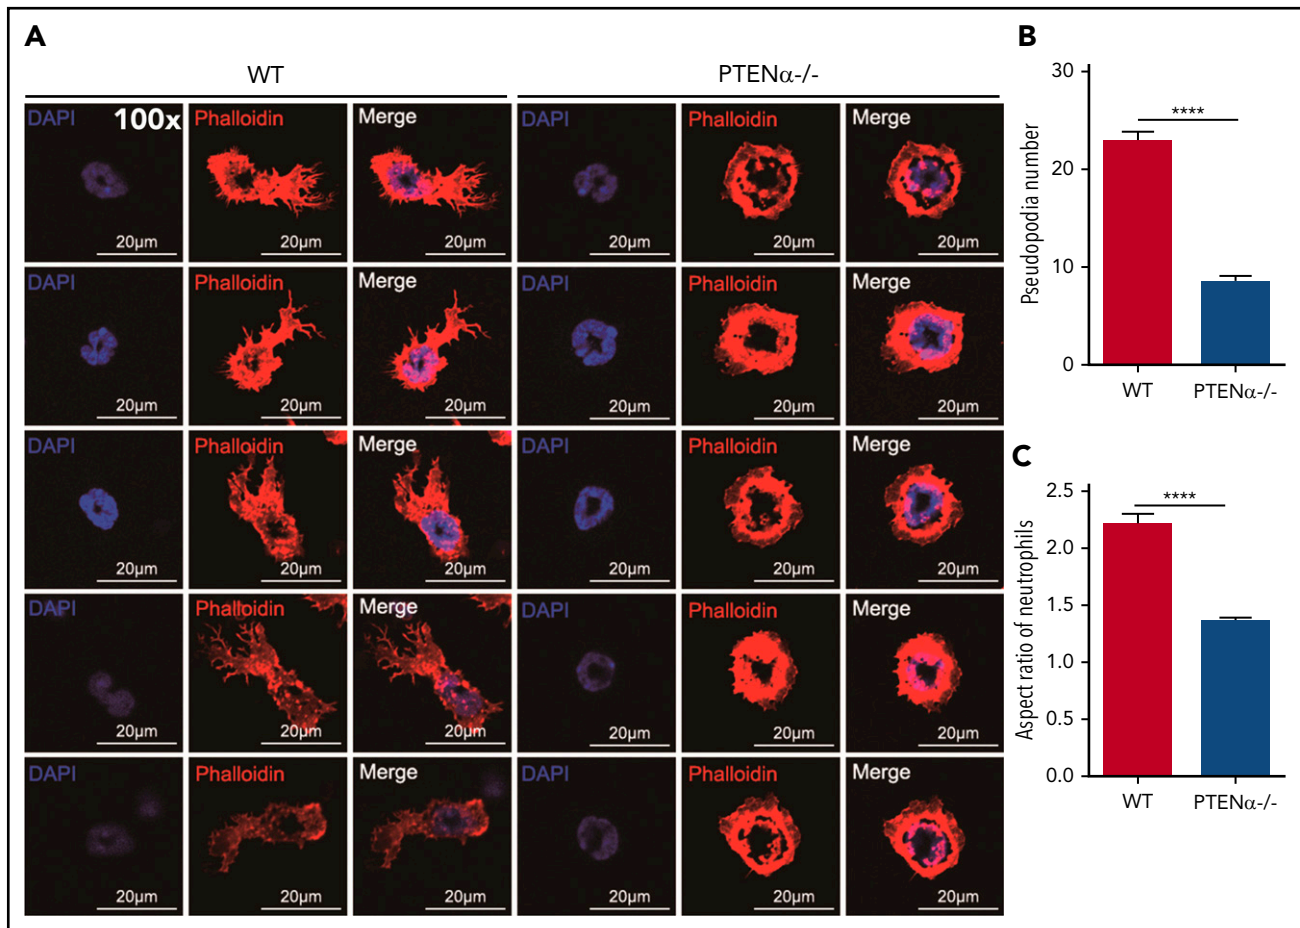 A
WT
PTENα-/-
DAPI 100x Phalloidin Merge DAPI Phalloidin Merge
20µm 20µm 20µm 20µm 20µm 20µm
DAPI Phalloidin Merge DAPI Phalloidin Merge
20µm 20µm 20µm 20µm 20µm 20µm
DAPI Phalloidin Merge DAPI Phalloidin Merge
20µm 20µm 20µm 20µm 20µm 20µm
DAPI Phalloidin Merge DAPI Phalloidin Merge
20µm 20µm 20µm 20µm 20µm 20µm
DAPI Phalloidin Merge DAPI Phalloidin Merge
20µm 20µm 20µm 20µm 20µm 20µm
B
Pseudopodia number
30
20
10
0
****
WT PTENα-/-
C
Aspect ratio of neutrophils
2.5
2.0
1.5
1.0
0.5
0.0
****
WT PTENα-/-